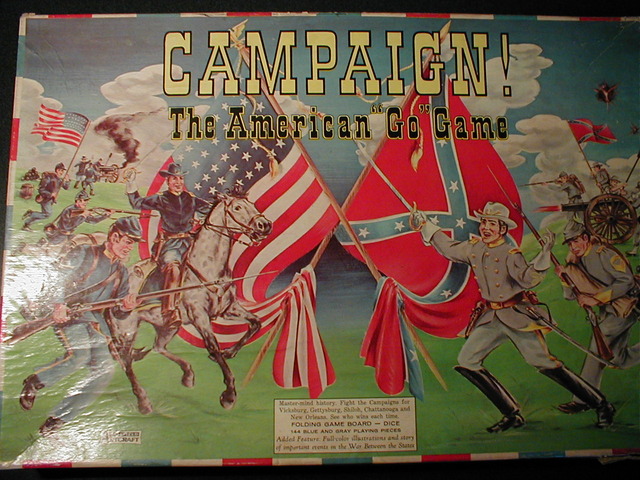 CAMPAIGN!
The American "Go" Game
Master-mind history. Fight the Campaigns for
Vicksburg, Gettysburg, Shiloh, Chattanooga and
New Orleans. See who wins each time.
FOLDING GAME BOARD — DICE
144 BLUE AND GRAY PLAYING PIECES
Added Feature: Full-color illustrations and story
of important events in the War Between the States